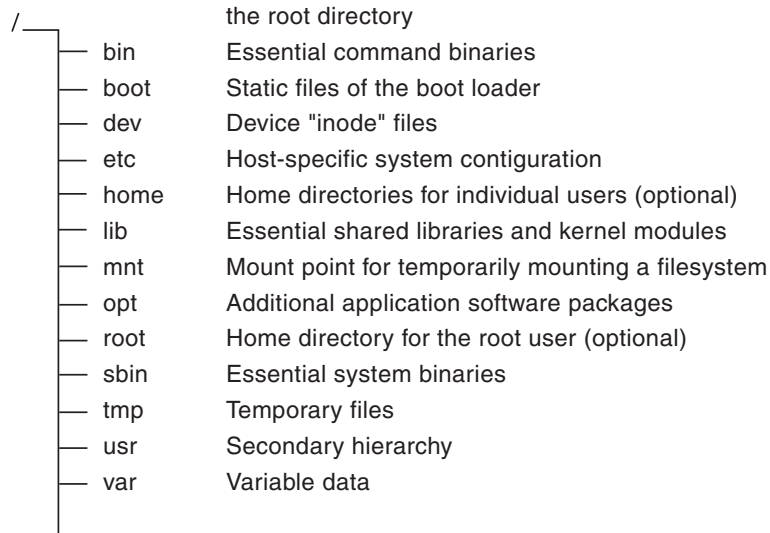 / the root directory
bin Essential command binaries
boot Static files of the boot loader
dev Device "inode" files
etc Host-specific system contiguration
home Home directories for individual users (optional)
lib Essential shared libraries and kernel modules
mnt Mount point for temporarily mounting a filesystem
opt Additional application software packages
root Home directory for the root user (optional)
sbin Essential system binaries
tmp Temporary files
usr Secondary hierarchy
var Variable data